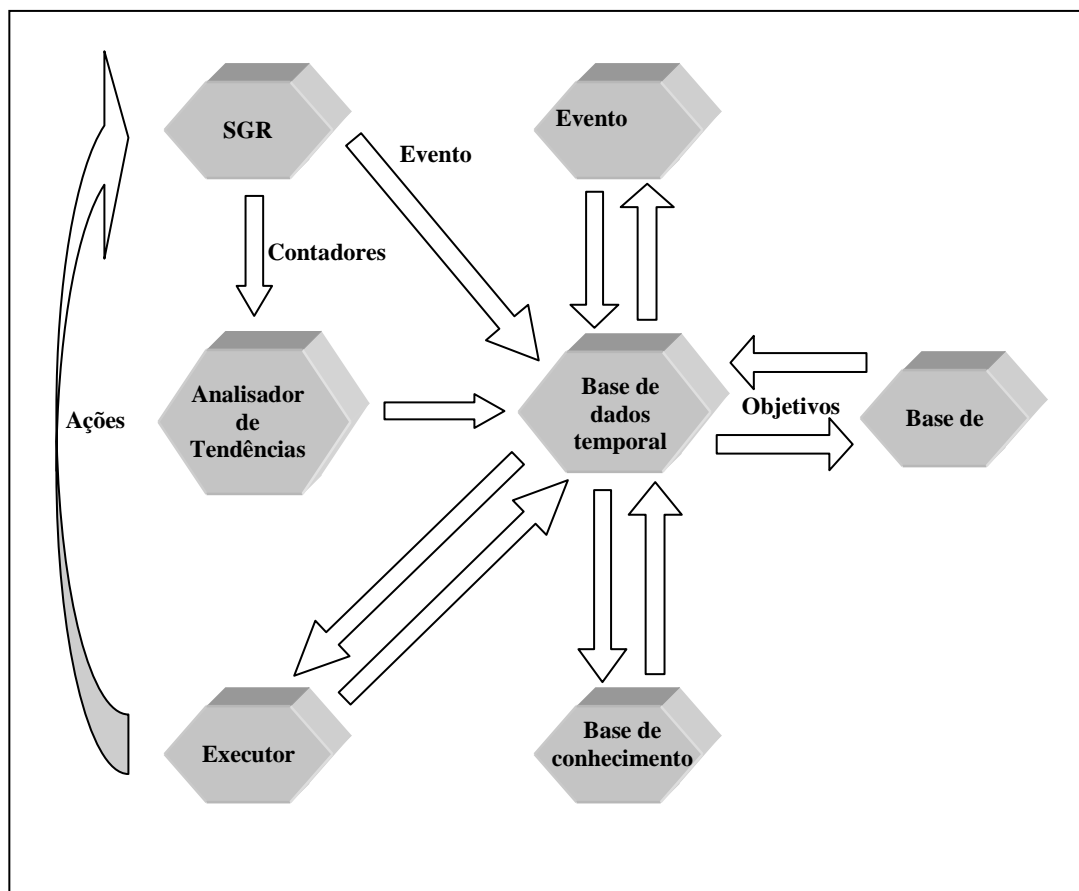 SGR
Evento
Evento
Contadores
Analisador
de
Tendências
Base de
dados
temporal
Objetivos
Base de
Ações
Executor
Base de
conhecimento